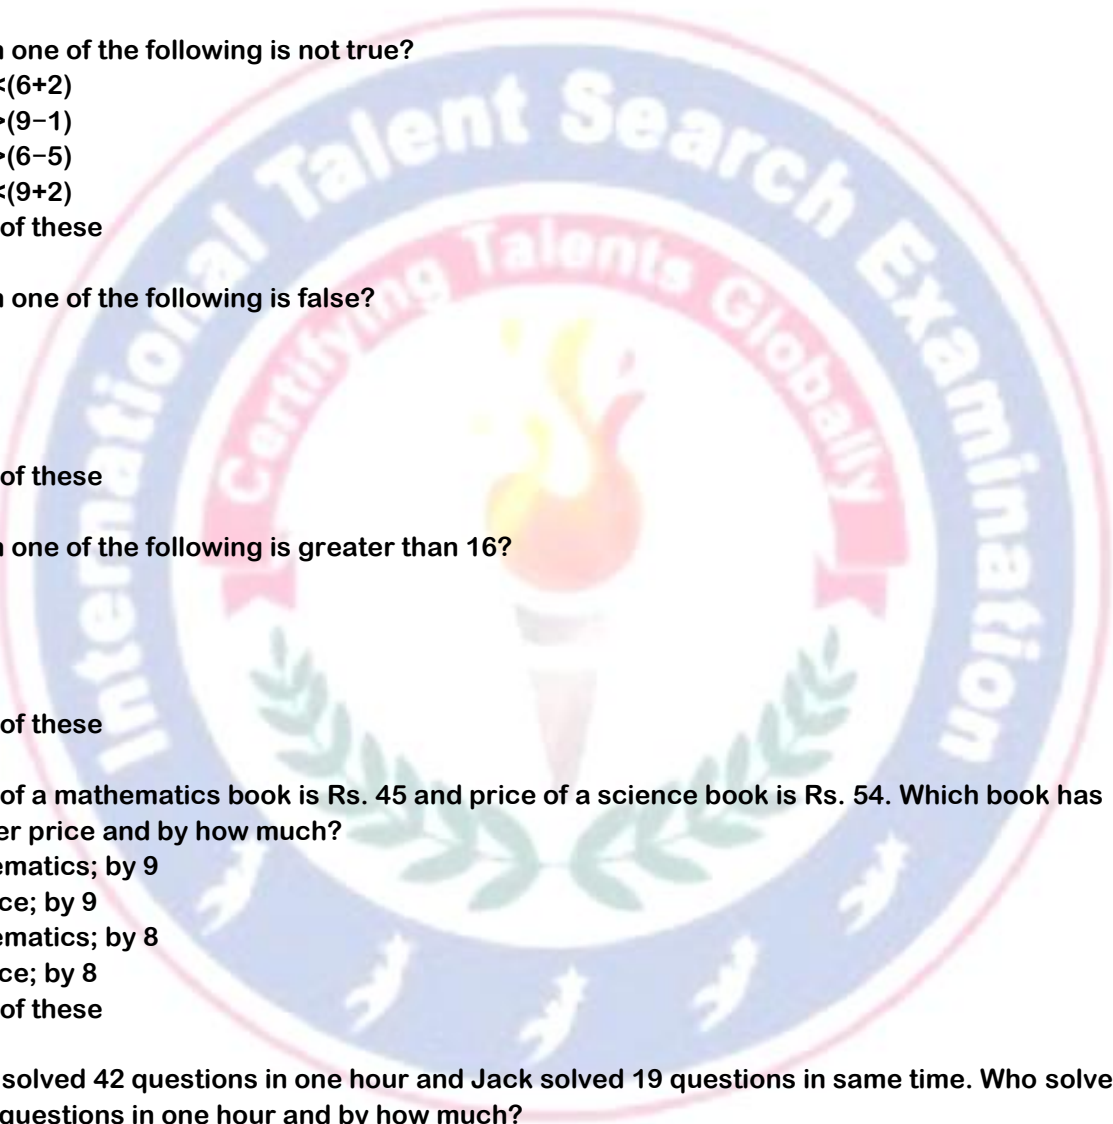 one of the following is not true?
<(6+2)
>(9−1)
>(6−5)
<(9+2)
of these
one of the following is false?
of these
one of the following is greater than 16?
of these
of a mathematics book is Rs. 45 and price of a science book is Rs. 54. Which book has
er price and by how much?
ematics; by 9
ce; by 9
ematics; by 8
ce; by 8
of these
solved 42 questions in one hour and Jack solved 19 questions in same time. Who solve
questions in one hour and by how much?
International Talent Search Examination
Certifying Talents Globally